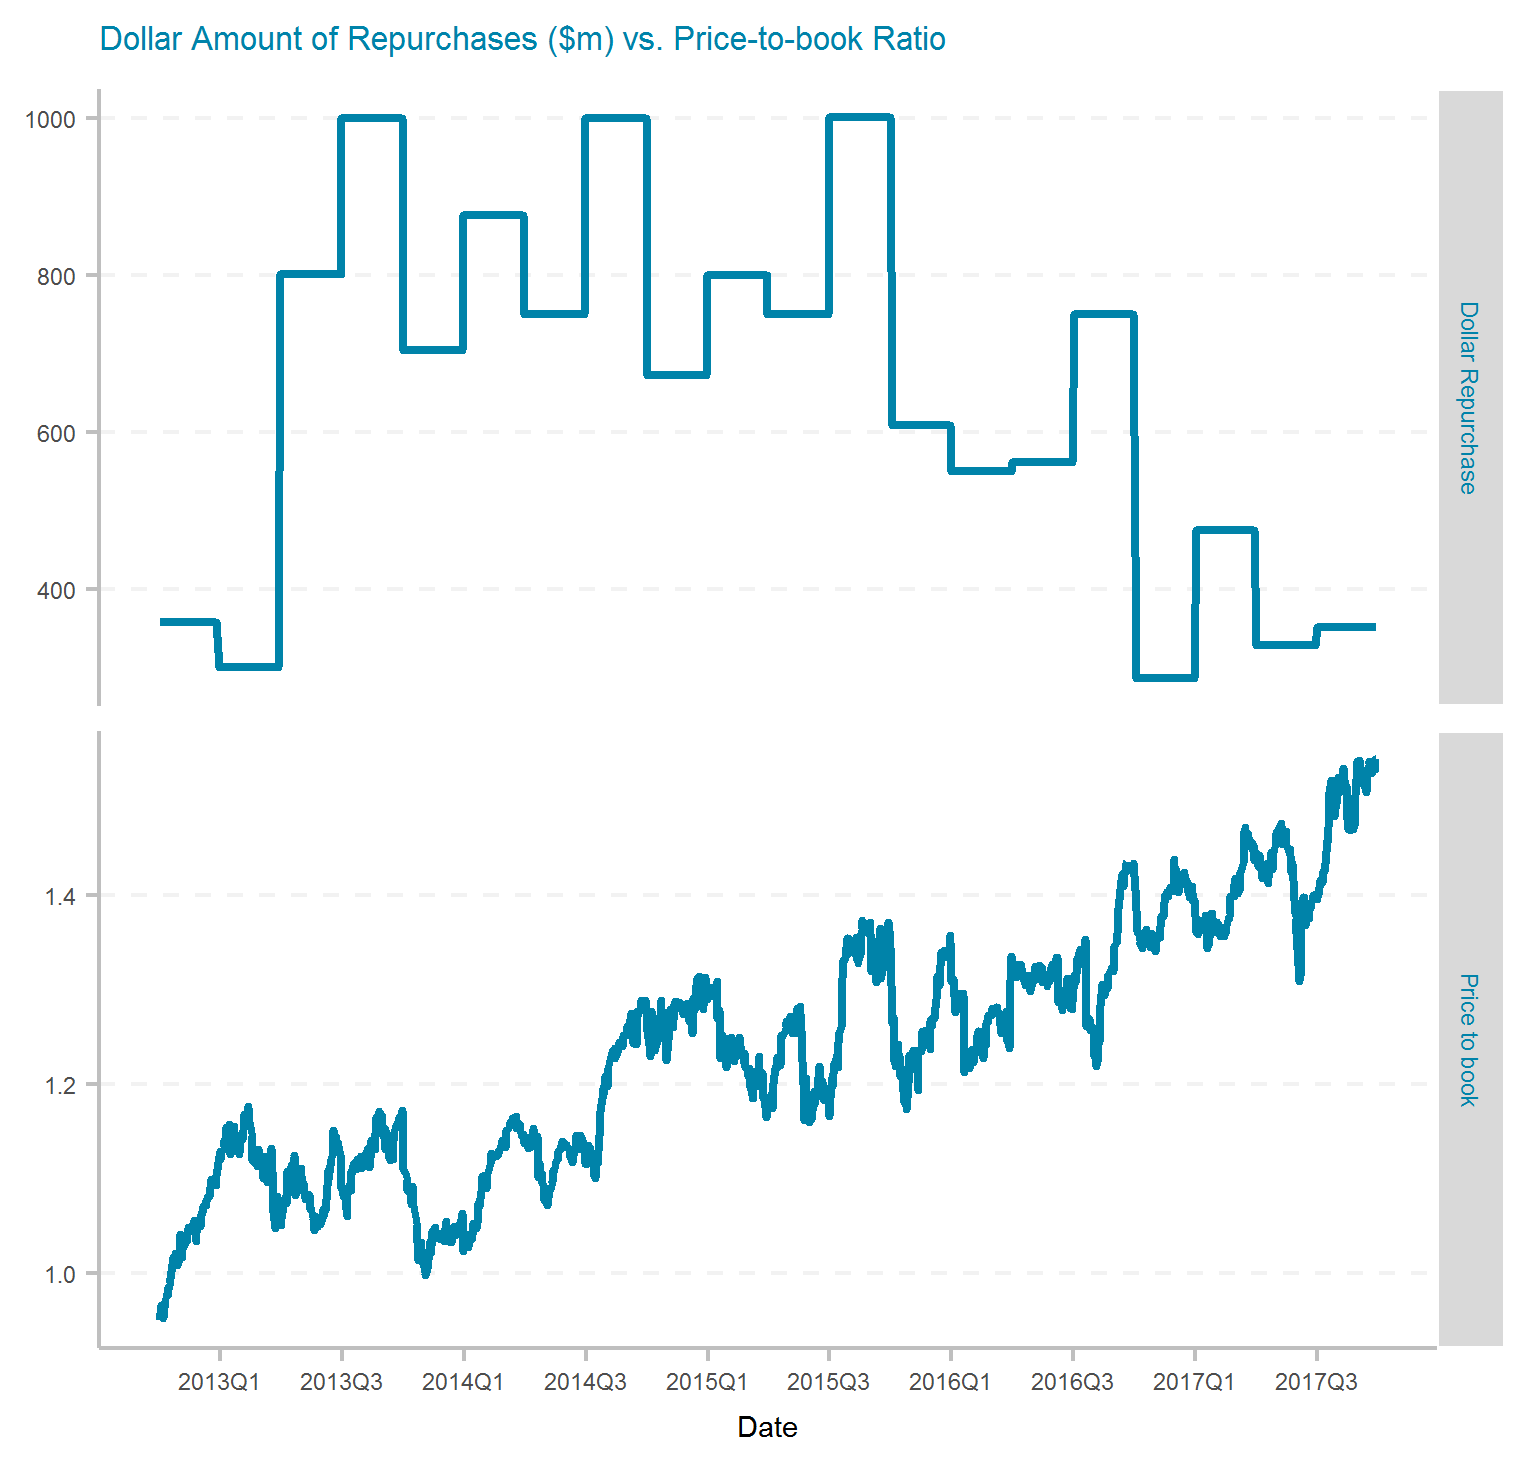 Dollar Amount of Repurchases ($m) vs. Price-to-book Ratio
1000
800
600
400
Dollar Repurchase
1.4
1.2
1.0
Price to book
2013Q1 2013Q3 2014Q1 2014Q3 2015Q1 2015Q3 2016Q1 2016Q3 2017Q1 2017Q3
Date